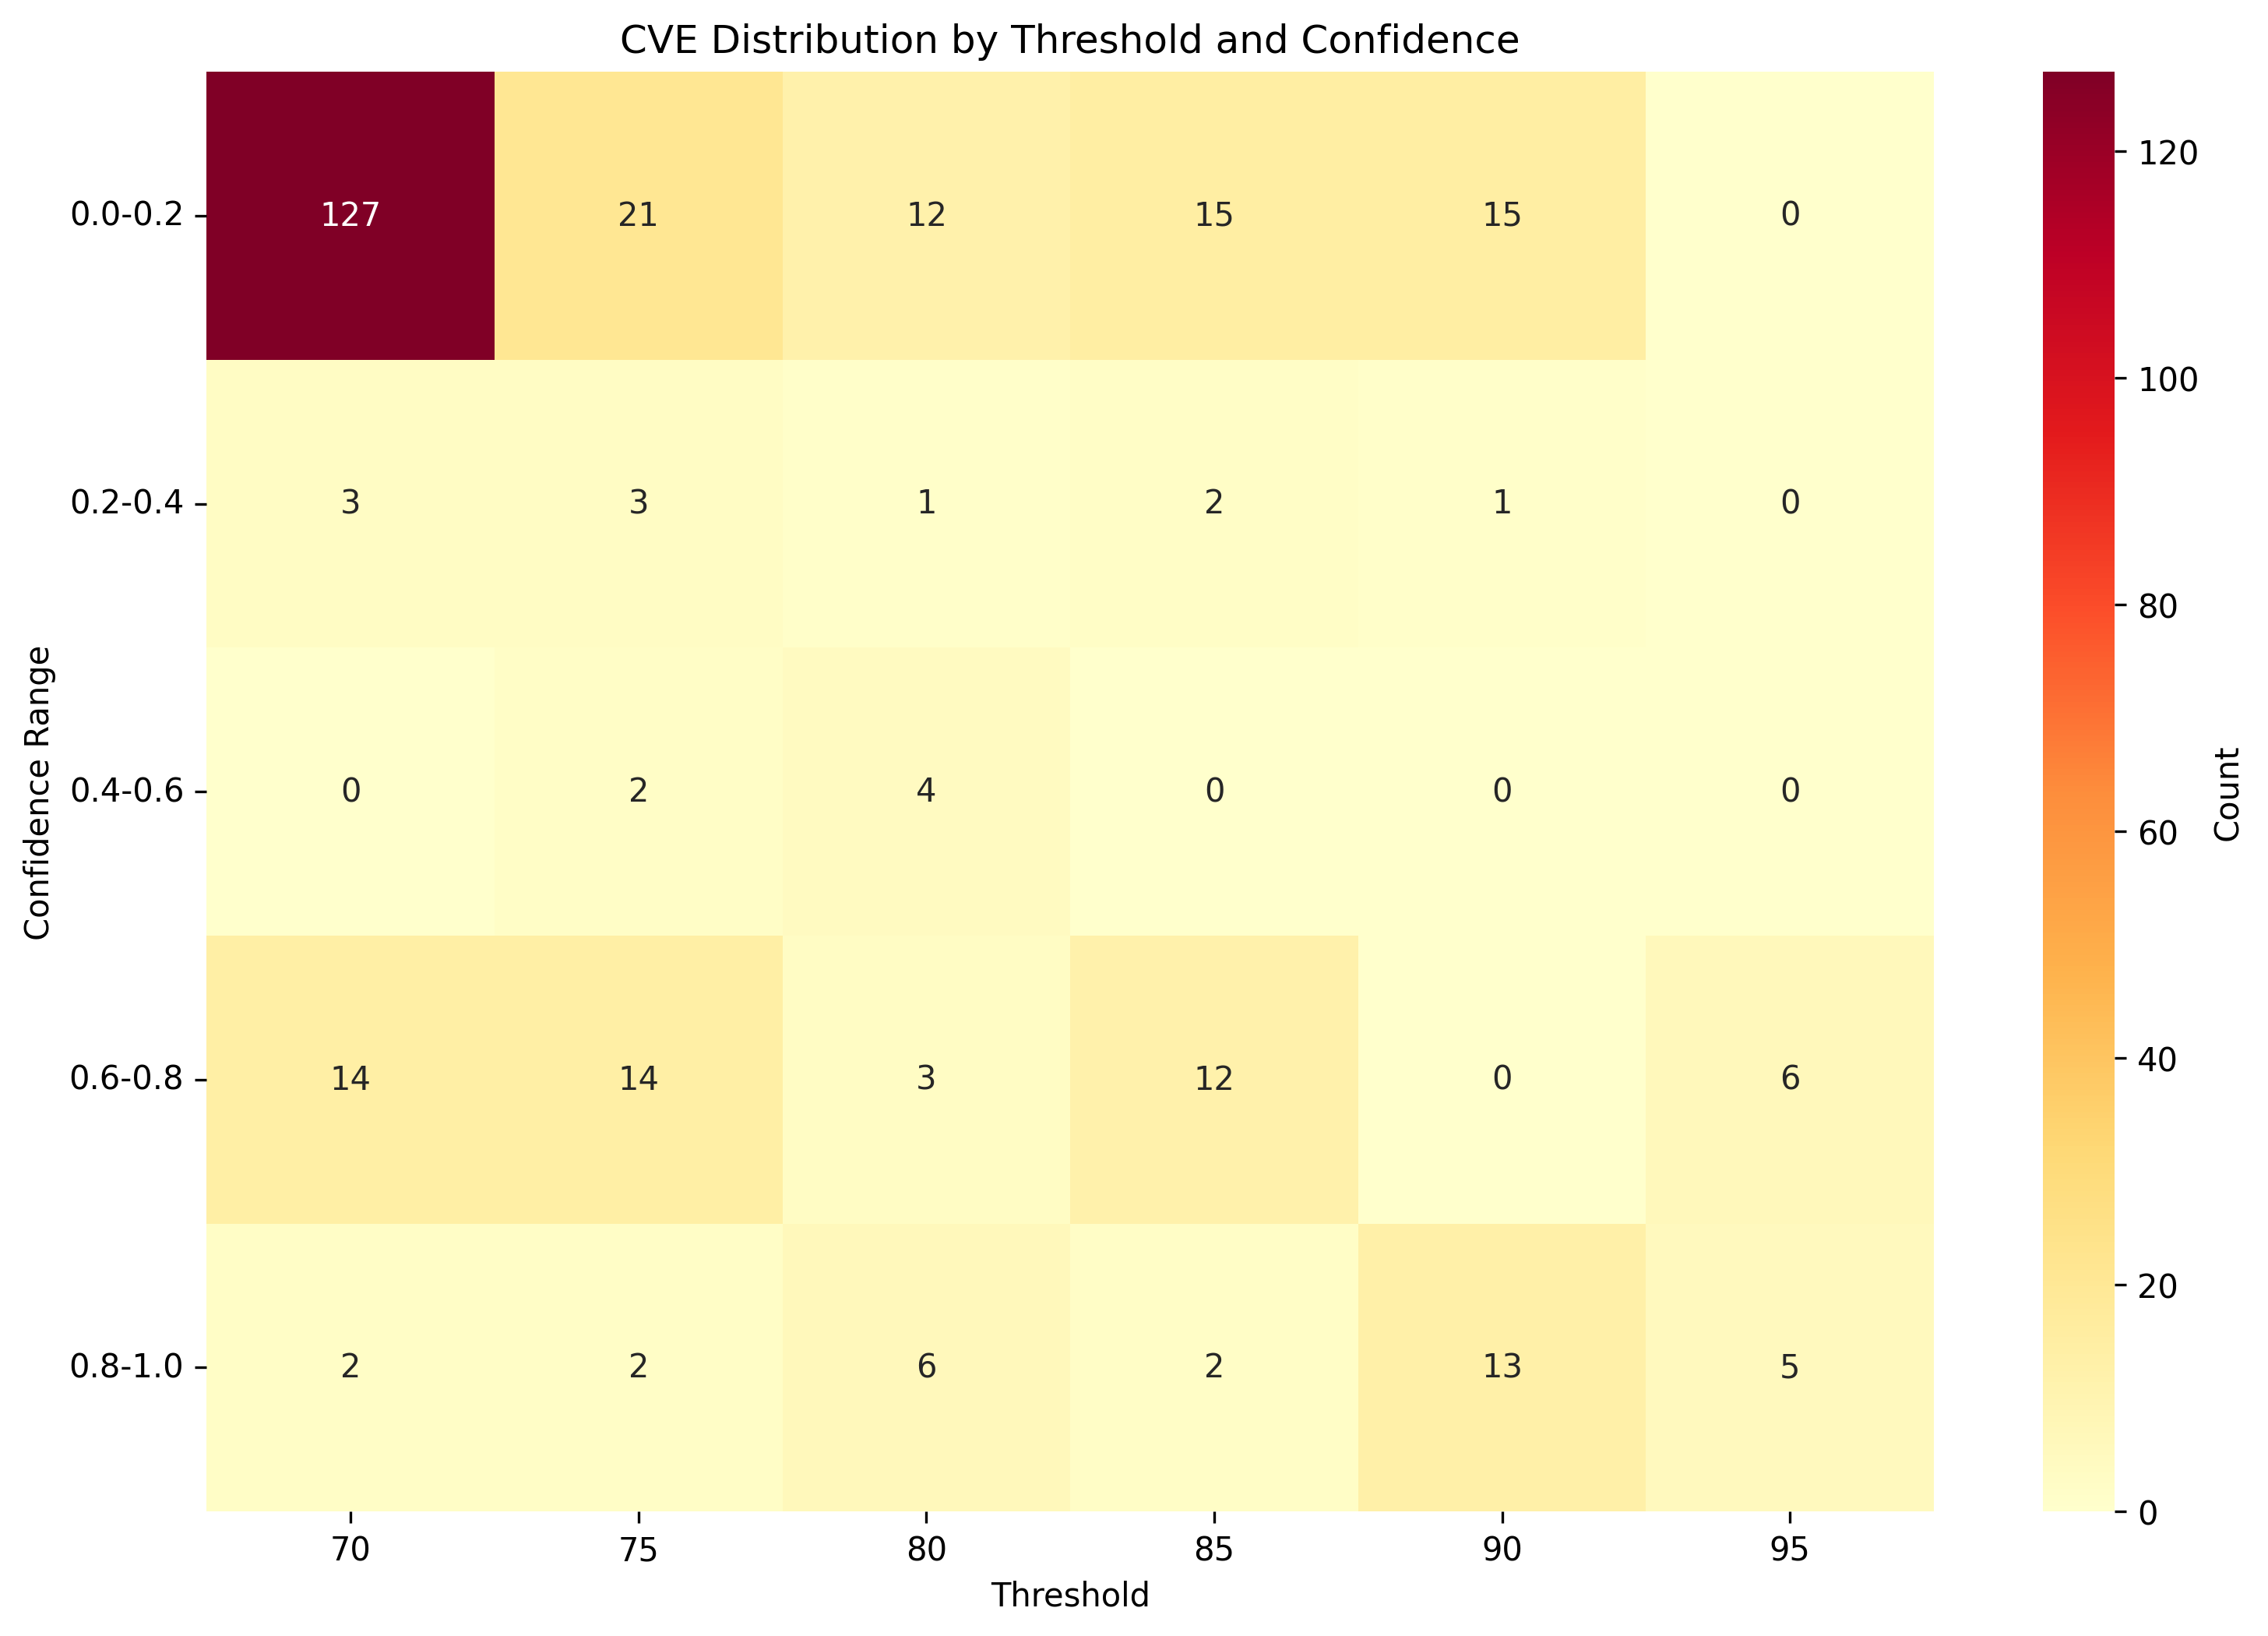 CVE Distribution by Threshold and Confidence
Confidence Range
0.0-0.2 127 21 12 15 15 0
0.2-0.4 3 3 1 2 1 0
0.4-0.6 0 2 4 0 0 0
0.6-0.8 14 14 3 12 0 6
0.8-1.0 2 2 6 2 13 5
70 75 80 85 90 95
Threshold
120
100
80
60
40
20
0
Count